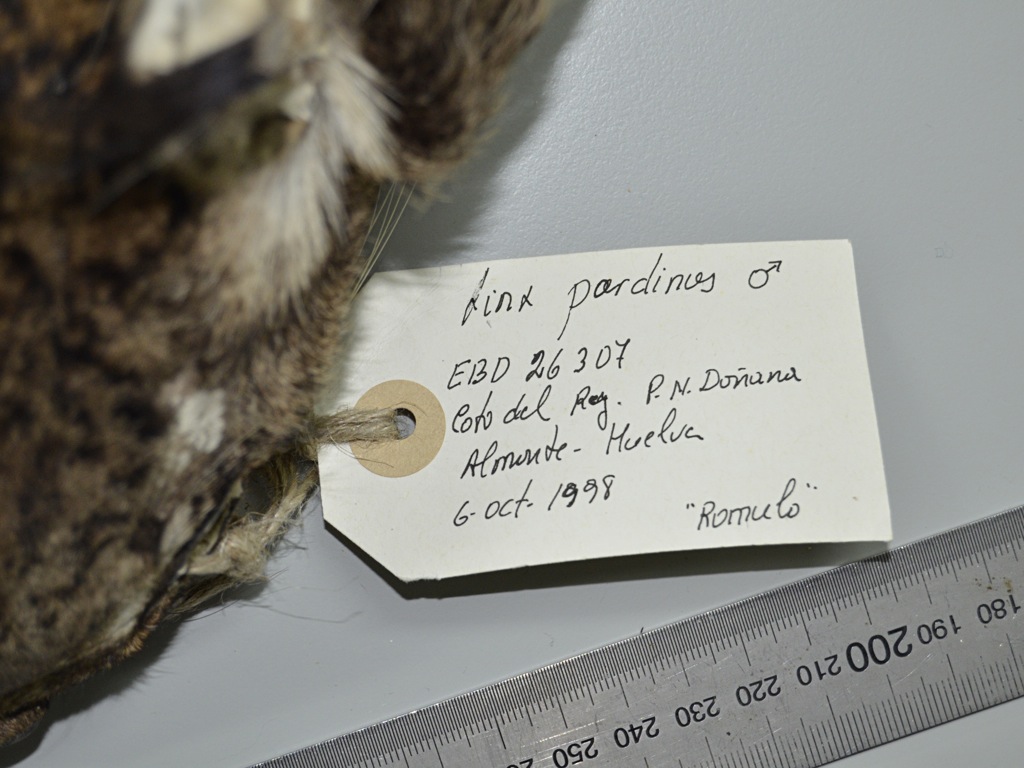 Linx pardinus ♂
EBD 26307
Coto del Rey. P.N. Doñana
Almonte - Huelva
6-Oct-1998
"Romulo"
180
190
200
210
220
230
240
250